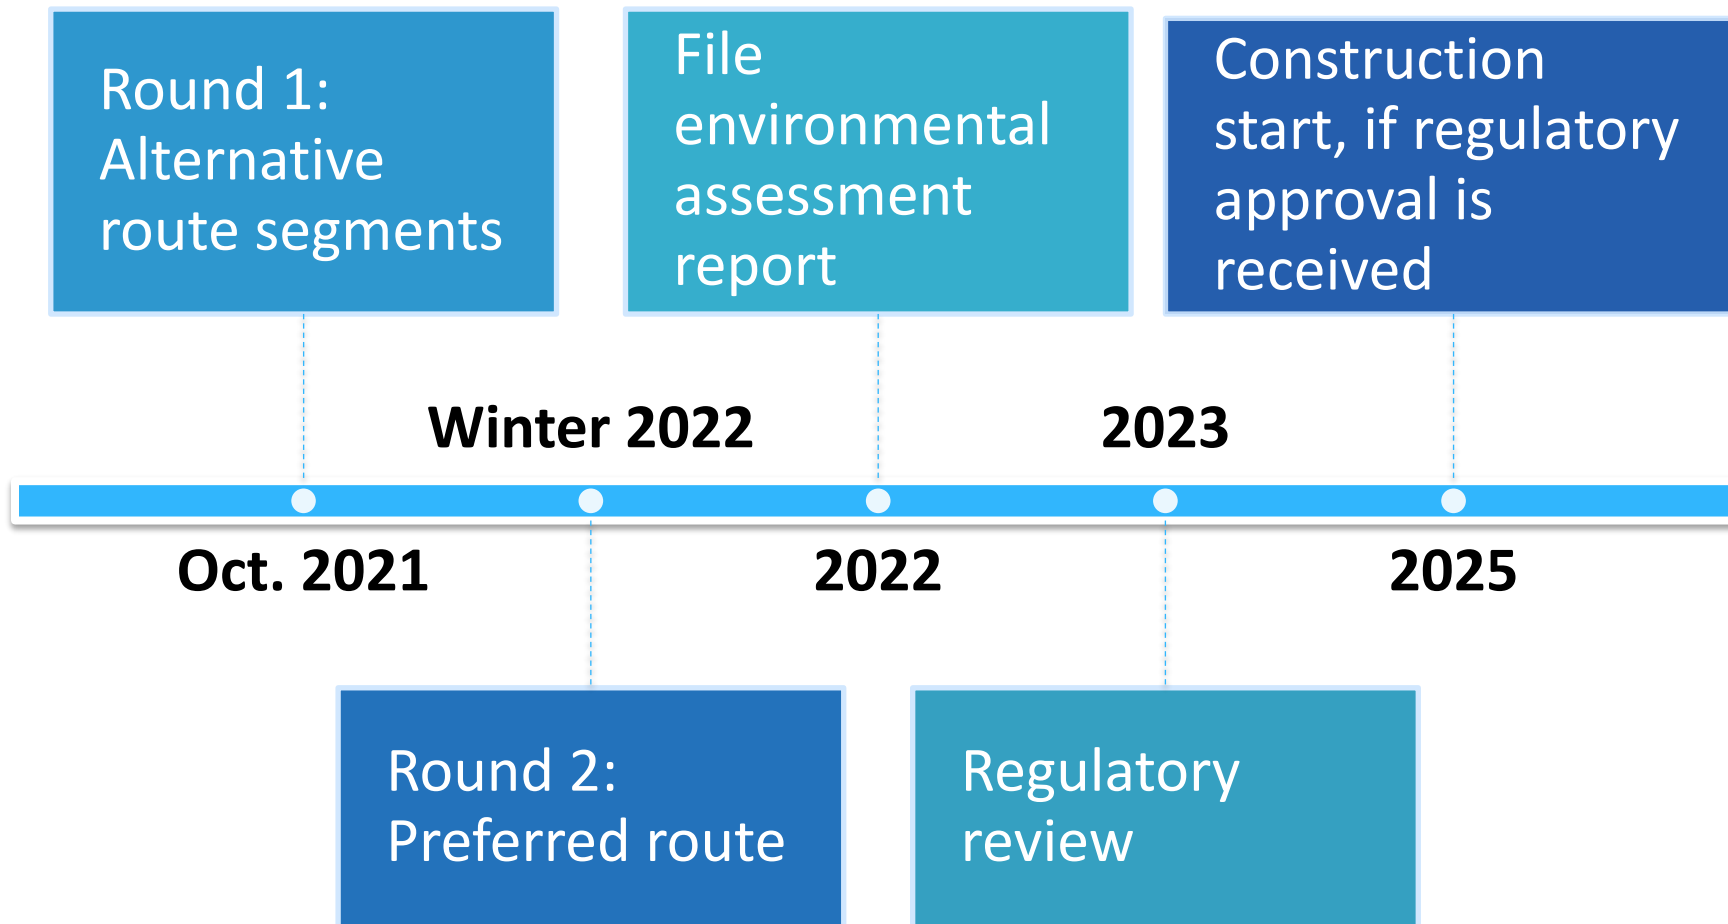 Round 1:
Alternative
route segments
File
environmental
assessment
report
Construction
start, if regulatory
approval is
received
Winter 2022
2023
Oct. 2021
2022
2025
Round 2:
Preferred route
Regulatory
review